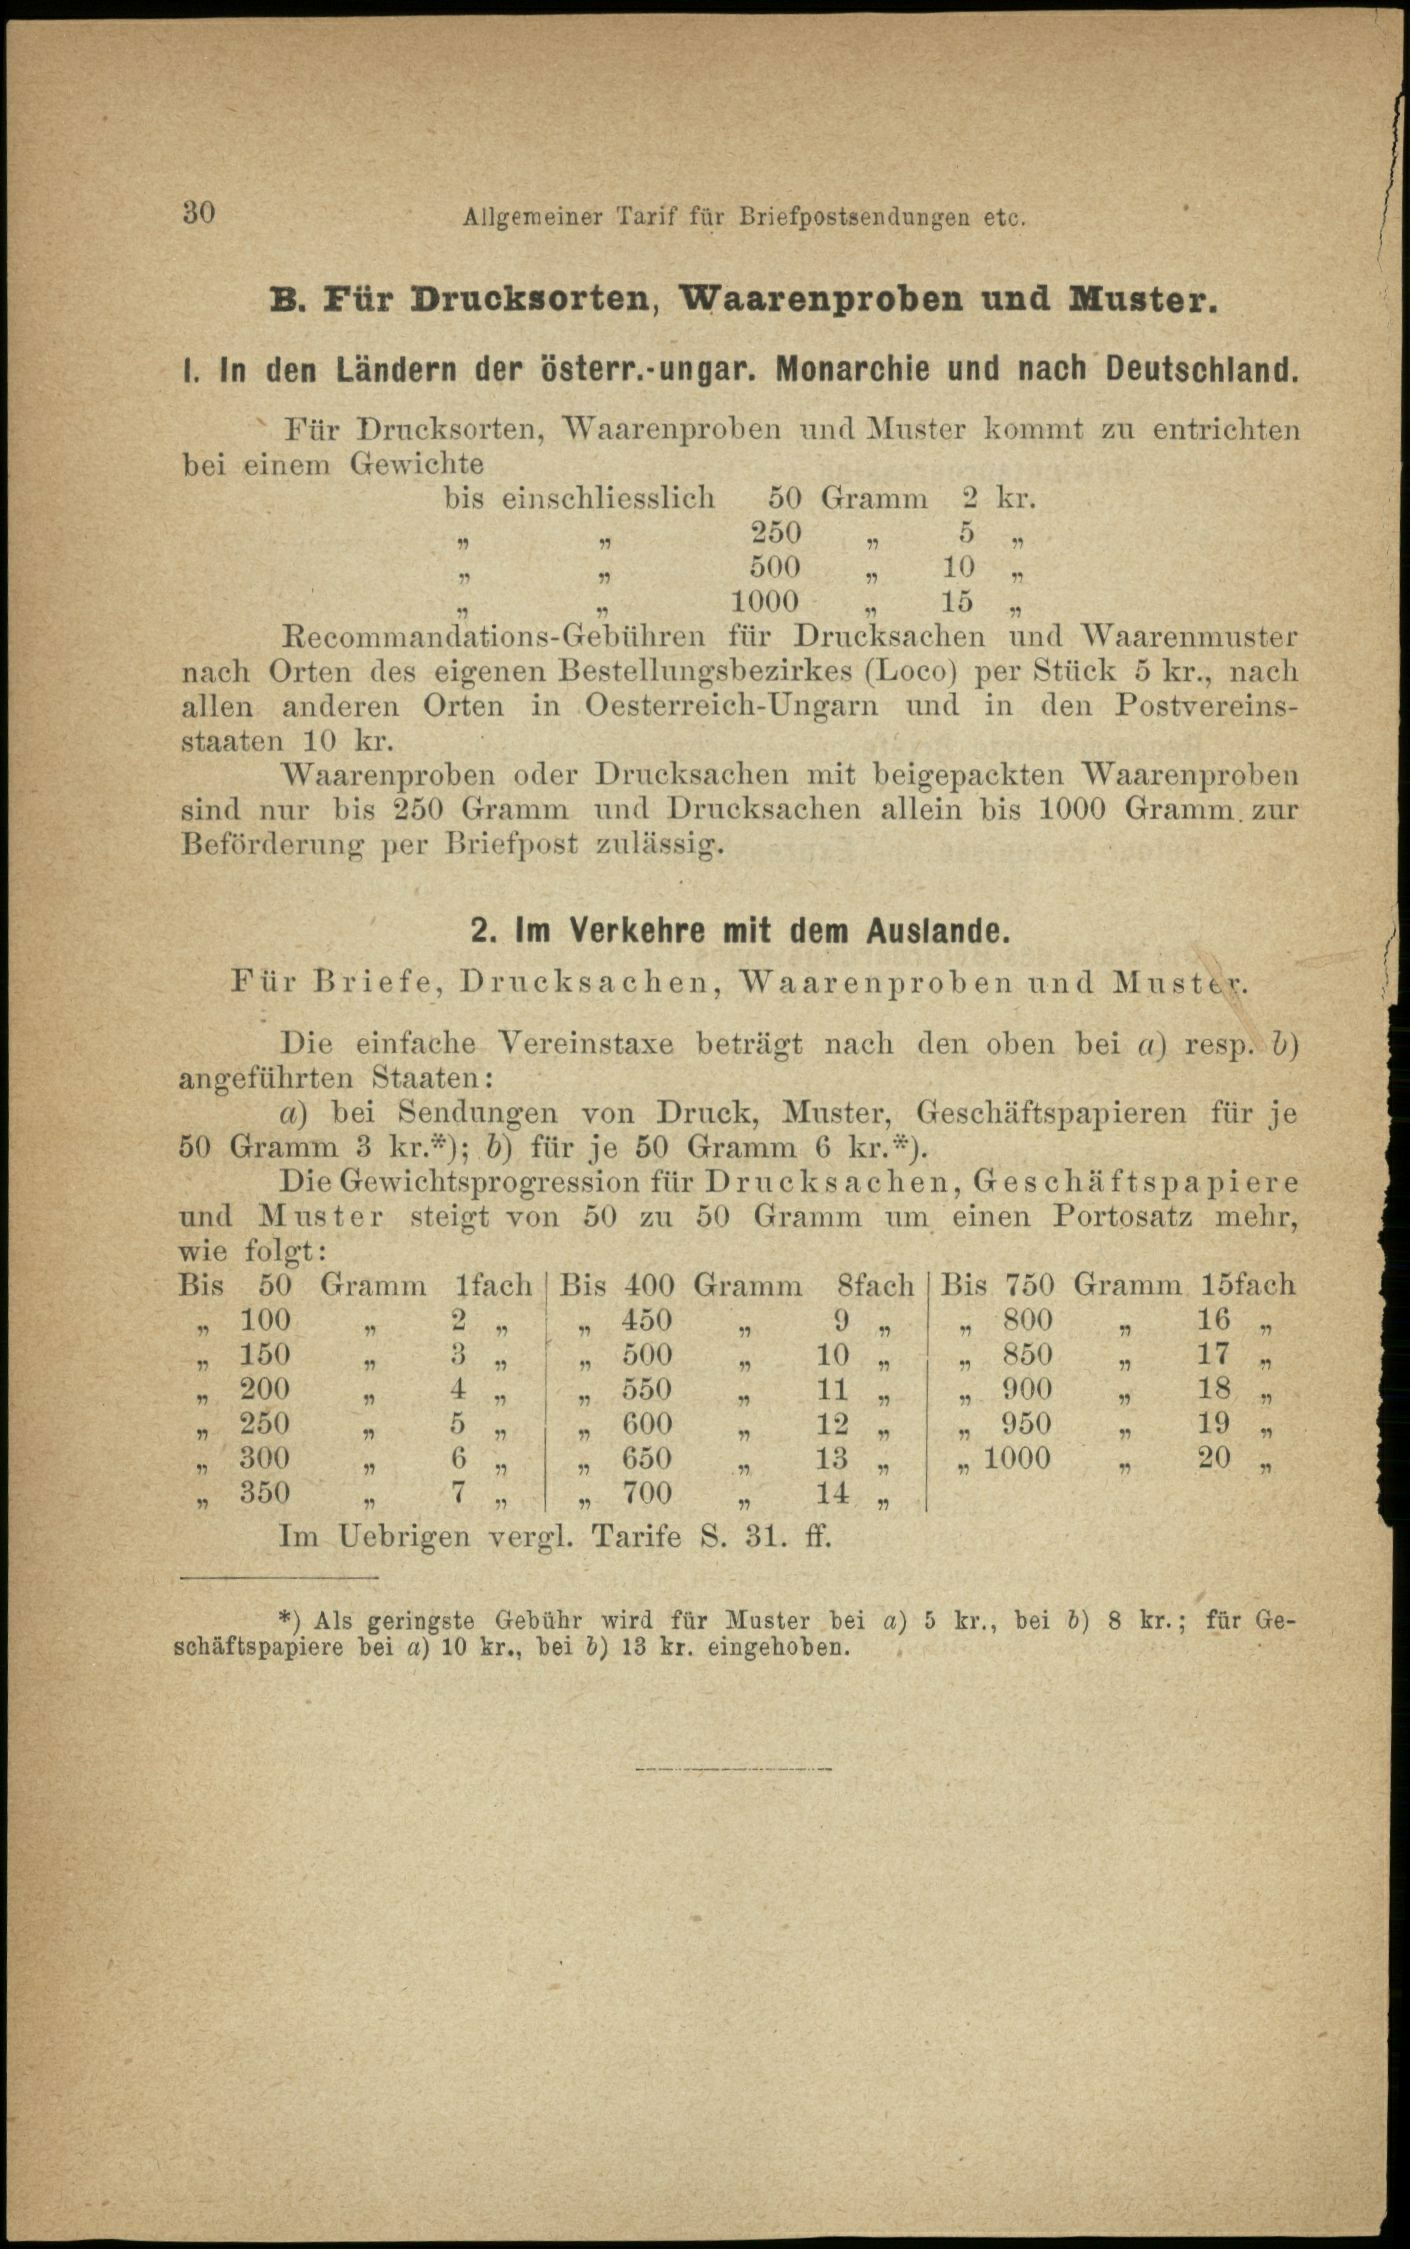 30 Allgemeiner Tarif für Briefpostsendungen etc.
B. Für Drucksorten, Waarenproben und Muster.
I. In den Ländern der österr.-ungar. Monarchie und nach Deutschland.
Für Drucksorten, Waarenproben und Muster kommt zu entrichten
bei einem Gewichte
bis einschliesslich 50 Gramm 2 kr.
„ „ 250 „ 5 „
„ „ 500 „ 10 „
„ „ 1000 „ 15 „
Recommandations-Gebühren für Drucksachen und Waarenmuster
nach Orten des eigenen Bestellungsbezirkes (Loco) per Stück 5 kr., nach
allen anderen Orten in Oesterreich-Ungarn und in den Postvereins-
staaten 10 kr.
Waarenproben oder Drucksachen mit beigepackten Waarenproben
sind nur bis 250 Gramm und Drucksachen allein bis 1000 Gramm zur
Beförderung per Briefpost zulässig.
2. Im Verkehre mit dem Auslande.
Für Briefe, Drucksachen, Waarenproben und Muster.
Die einfache Vereinstaxe beträgt nach den oben bei a) resp. b)
angeführten Staaten:
a) bei Sendungen von Druck, Muster, Geschäftspapieren für je
50 Gramm 3 kr.*); b) für je 50 Gramm 6 kr.*).
Die Gewichtsprogression für Drucksachen, Geschäftspapiere
und Muster steigt von 50 zu 50 Gramm um einen Portosatz mehr,
wie folgt:
Bis 50 Gramm 1fach | Bis 400 Gramm 8fach | Bis 750 Gramm 15fach
„ 100 „ 2 „ | „ 450 „ 9 „ | „ 800 „ 16 „
„ 150 „ 3 „ | „ 500 „ 10 „ | „ 850 „ 17 „
„ 200 „ 4 „ | „ 550 „ 11 „ | „ 900 „ 18 „
„ 250 „ 5 „ | „ 600 „ 12 „ | „ 950 „ 19 „
„ 300 „ 6 „ | „ 650 „ 13 „ | „ 1000 „ 20 „
„ 350 „ 7 „ | „ 700 „ 14 „ |
Im Uebrigen vergl. Tarife S. 31. ff.
*) Als geringste Gebühr wird für Muster bei a) 5 kr., bei b) 8 kr.; für Ge-
schäftspapiere bei a) 10 kr., bei b) 13 kr. eingehoben.